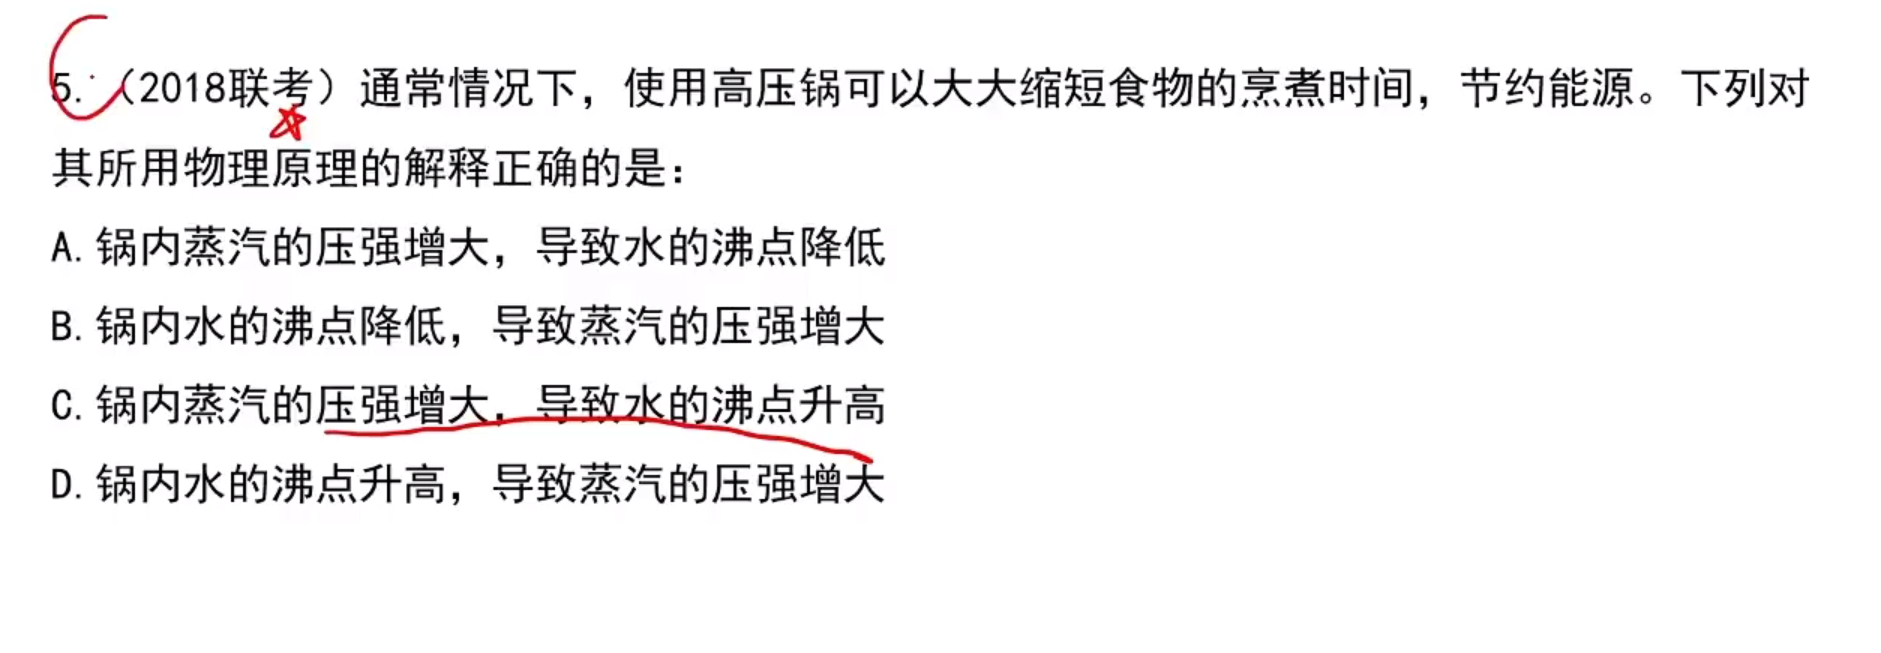 5.（2018联考）通常情况下，使用高压锅可以大大缩短食物的烹煮时间，节约能源。下列对
其所用物理原理的解释正确的是：
A. 锅内蒸汽的压强增大，导致水的沸点降低
B. 锅内水的沸点降低，导致蒸汽的压强增大
C. 锅内蒸汽的压强增大，导致水的沸点升高
D. 锅内水的沸点升高，导致蒸汽的压强增大